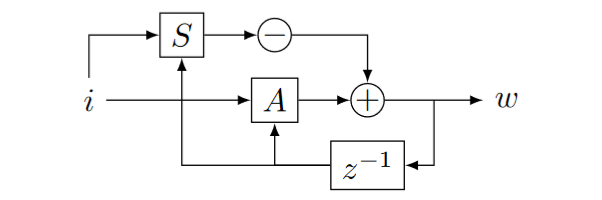 S −
i A + w
z⁻¹